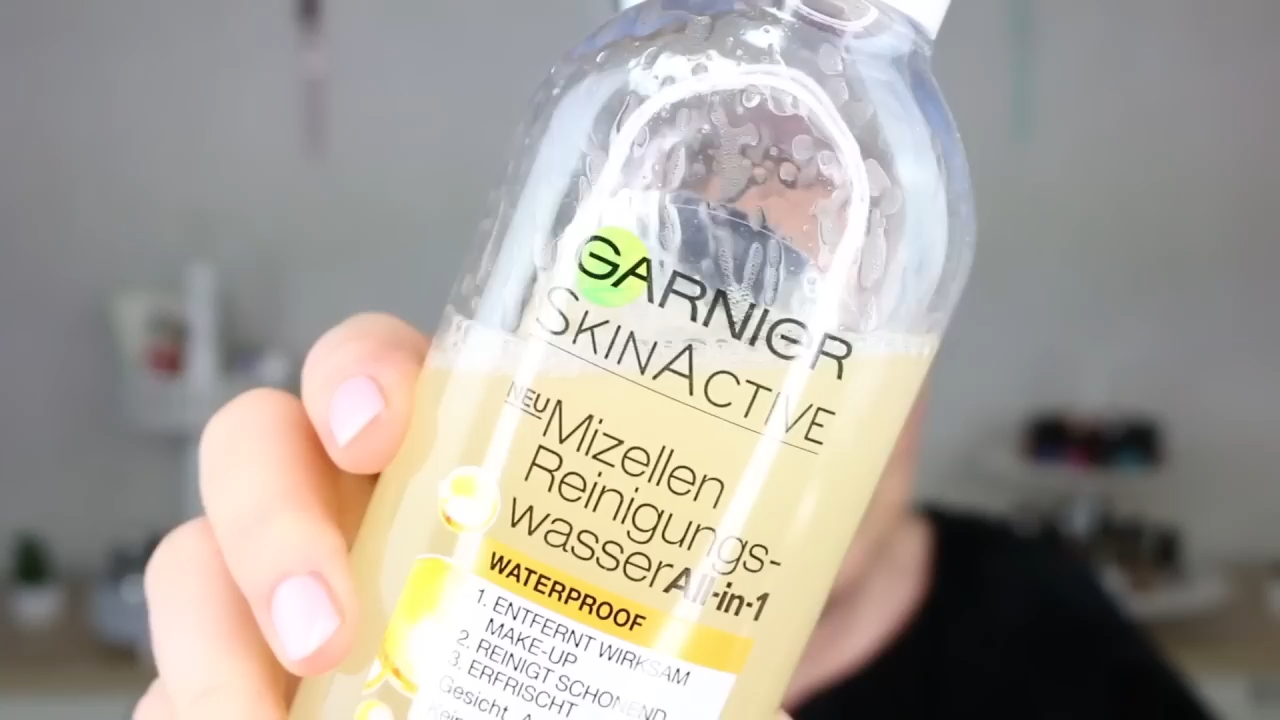 GARNIER
SKINACTIVE
NEU Mizellen
Reinigungs-
wasser All-in-1
WATERPROOF
1. ENTFERNT WIRKSAM
MAKE-UP
2. REINIGT SCHONEND
3. ERFRISCHT
Gesicht